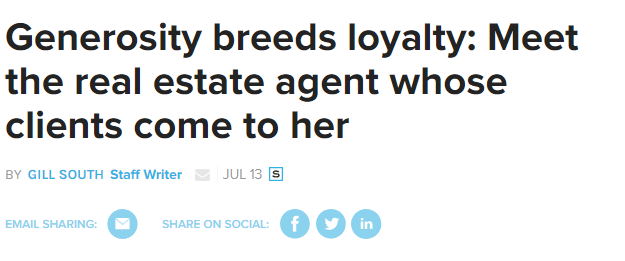 Generosity breeds loyalty: Meet
the real estate agent whose
clients come to her
BY GILL SOUTH Staff Writer JUL 13 S
EMAIL SHARING: SHARE ON SOCIAL: f in